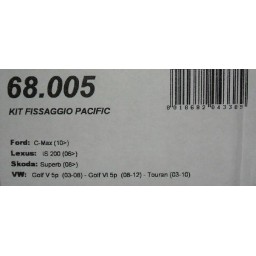 68.005
KIT FISSAGGIO PACIFIC
Ford: C-Max (10>)
Lexus: IS 200 (06>)
Skoda: Superb (08>)
VW: Golf V 5p (03-08) - Golf VI 5p (08-12) - Touran (03-10)